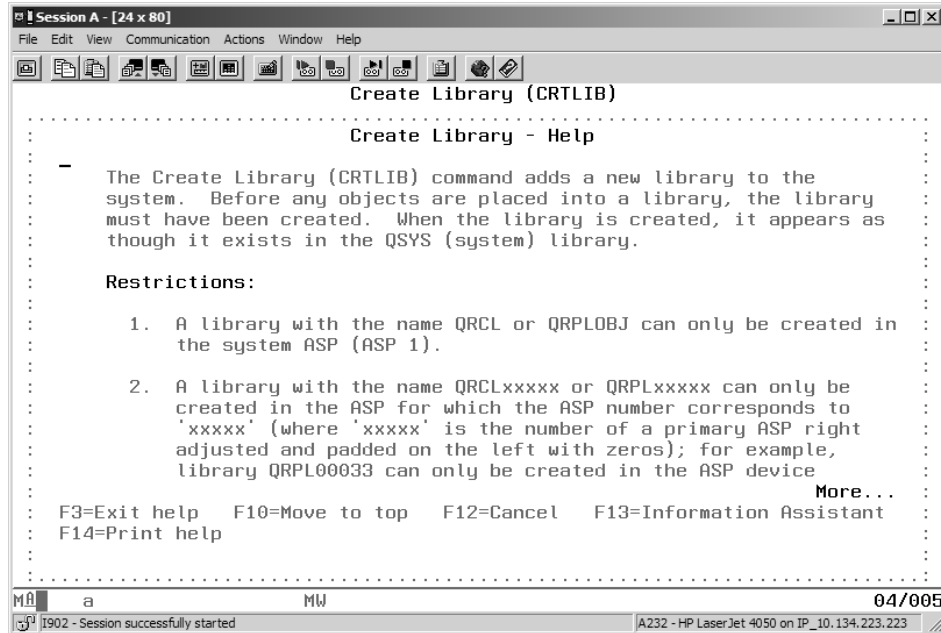 Session A - [24 x 80]
File Edit View Communication Actions Window Help
Create Library (CRTLIB)
Create Library - Help
The Create Library (CRTLIB) command adds a new library to the
system.  Before any objects are placed into a library, the library
must have been created.  When the library is created, it appears as
though it exists in the QSYS (system) library.
Restrictions:
1.  A library with the name QRCL or QRPLOBJ can only be created in
the system ASP (ASP 1).
2.  A library with the name QRCLxxxxx or QRPLxxxxx can only be
created in the ASP for which the ASP number corresponds to
'xxxxx' (where 'xxxxx' is the number of a primary ASP right
adjusted and padded on the left with zeros); for example,
library QRPL00033 can only be created in the ASP device
More...
F3=Exit help   F10=Move to top   F12=Cancel   F13=Information Assistant
F14=Print help
MA a MW 04/005
I902 - Session successfully started A232 - HP LaserJet 4050 on IP_10.134.223.223